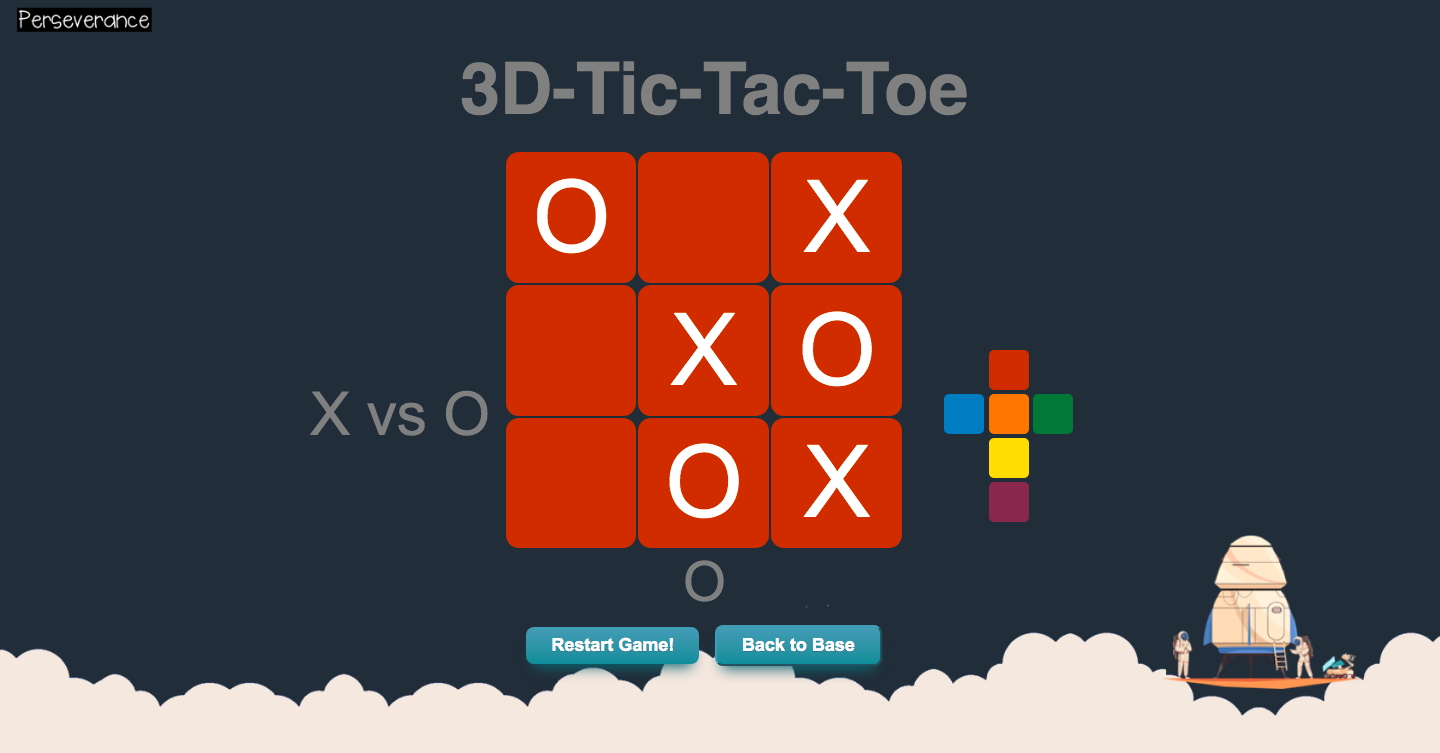 Perseverance
3D-Tic-Tac-Toe
O X
X O
X vs O
O X
O
Restart Game!
Back to Base